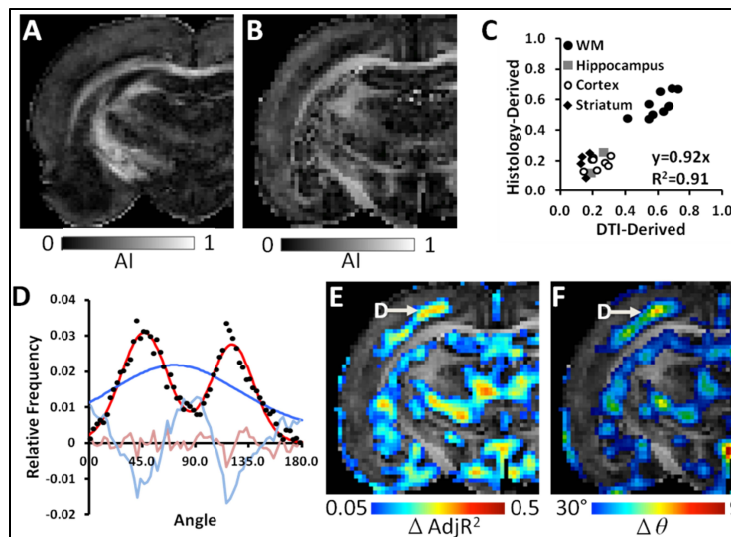 A
B
C
WM
Hippocampus
Cortex
Striatum
Histology-Derived
1.0
0.8
0.6
0.4
0.2
0.0
0.0 0.2 0.4 0.6 0.8 1.0
y=0.92x
R²=0.91
DTI-Derived
0 1
AI
0 1
AI
D
Relative Frequency
0.04
0.03
0.02
0.01
0
-0.01
-0.02
0.0 45.0 90.0 135.0 180.0
Angle
E
D
0.05 0.5
Δ AdjR²
F
D
30°
Δ θ